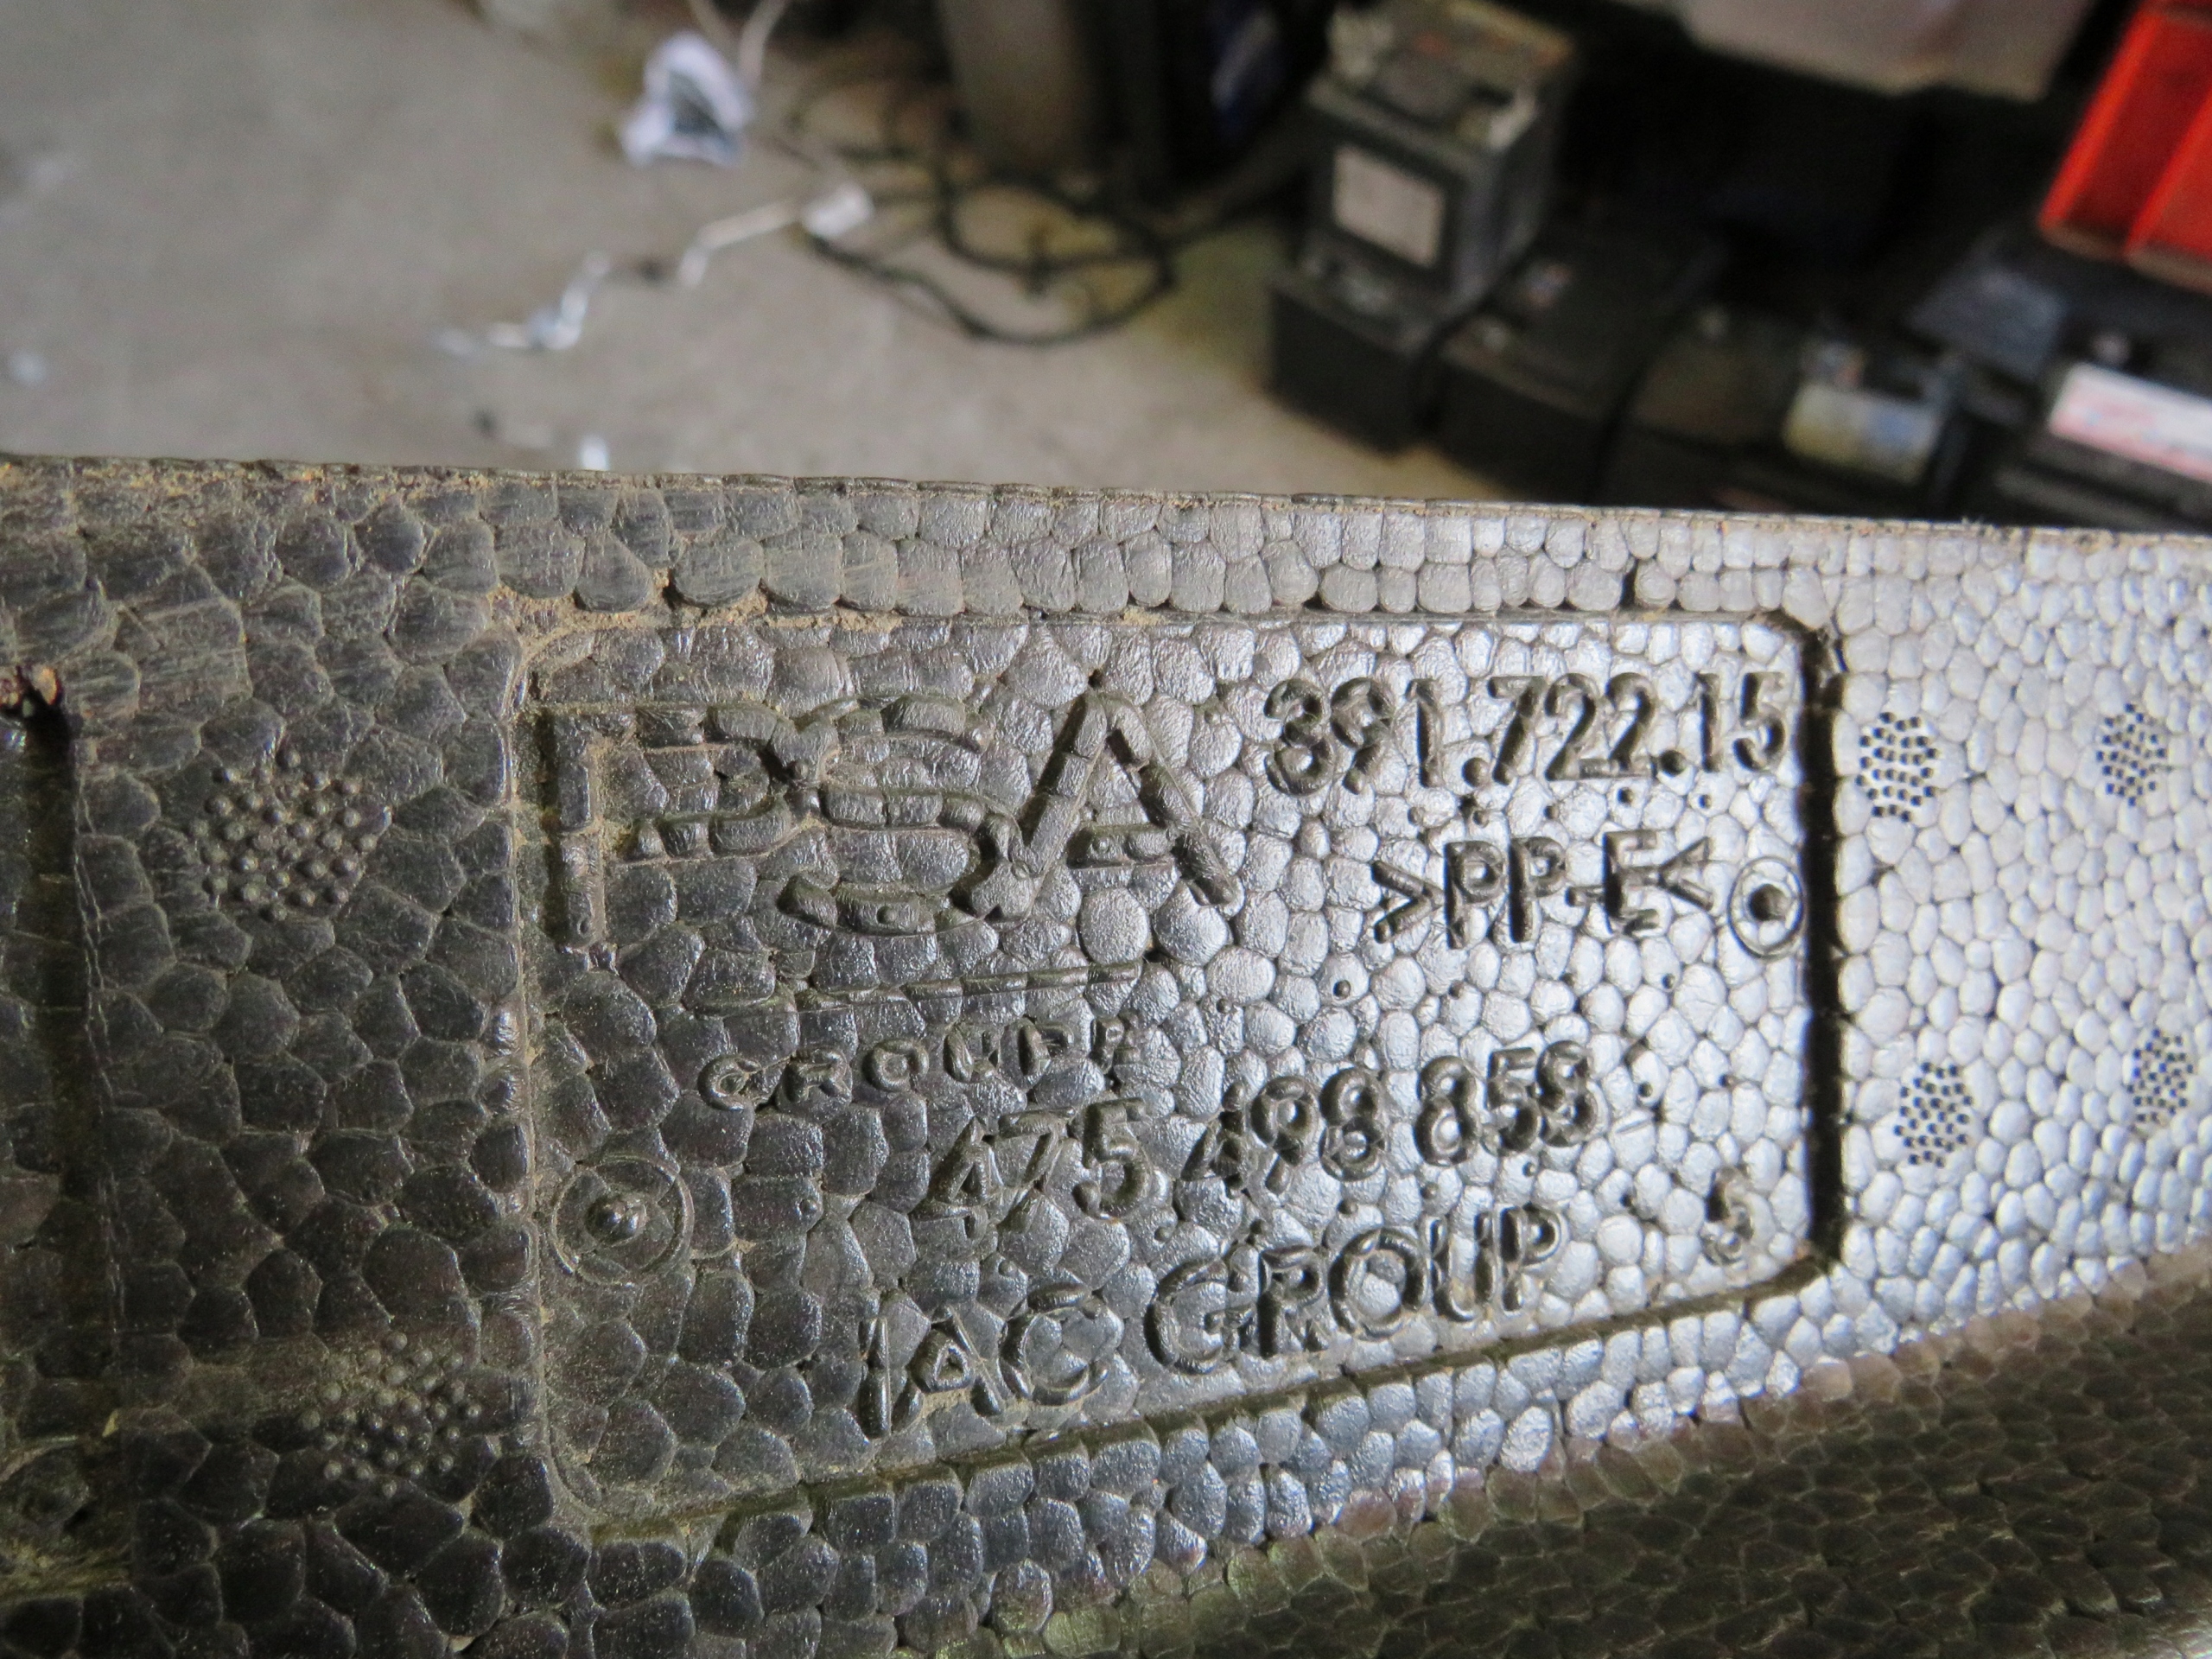 PSA
391.722.15
>PP-E<
GROUPE
475 498 858
IAC GROUP